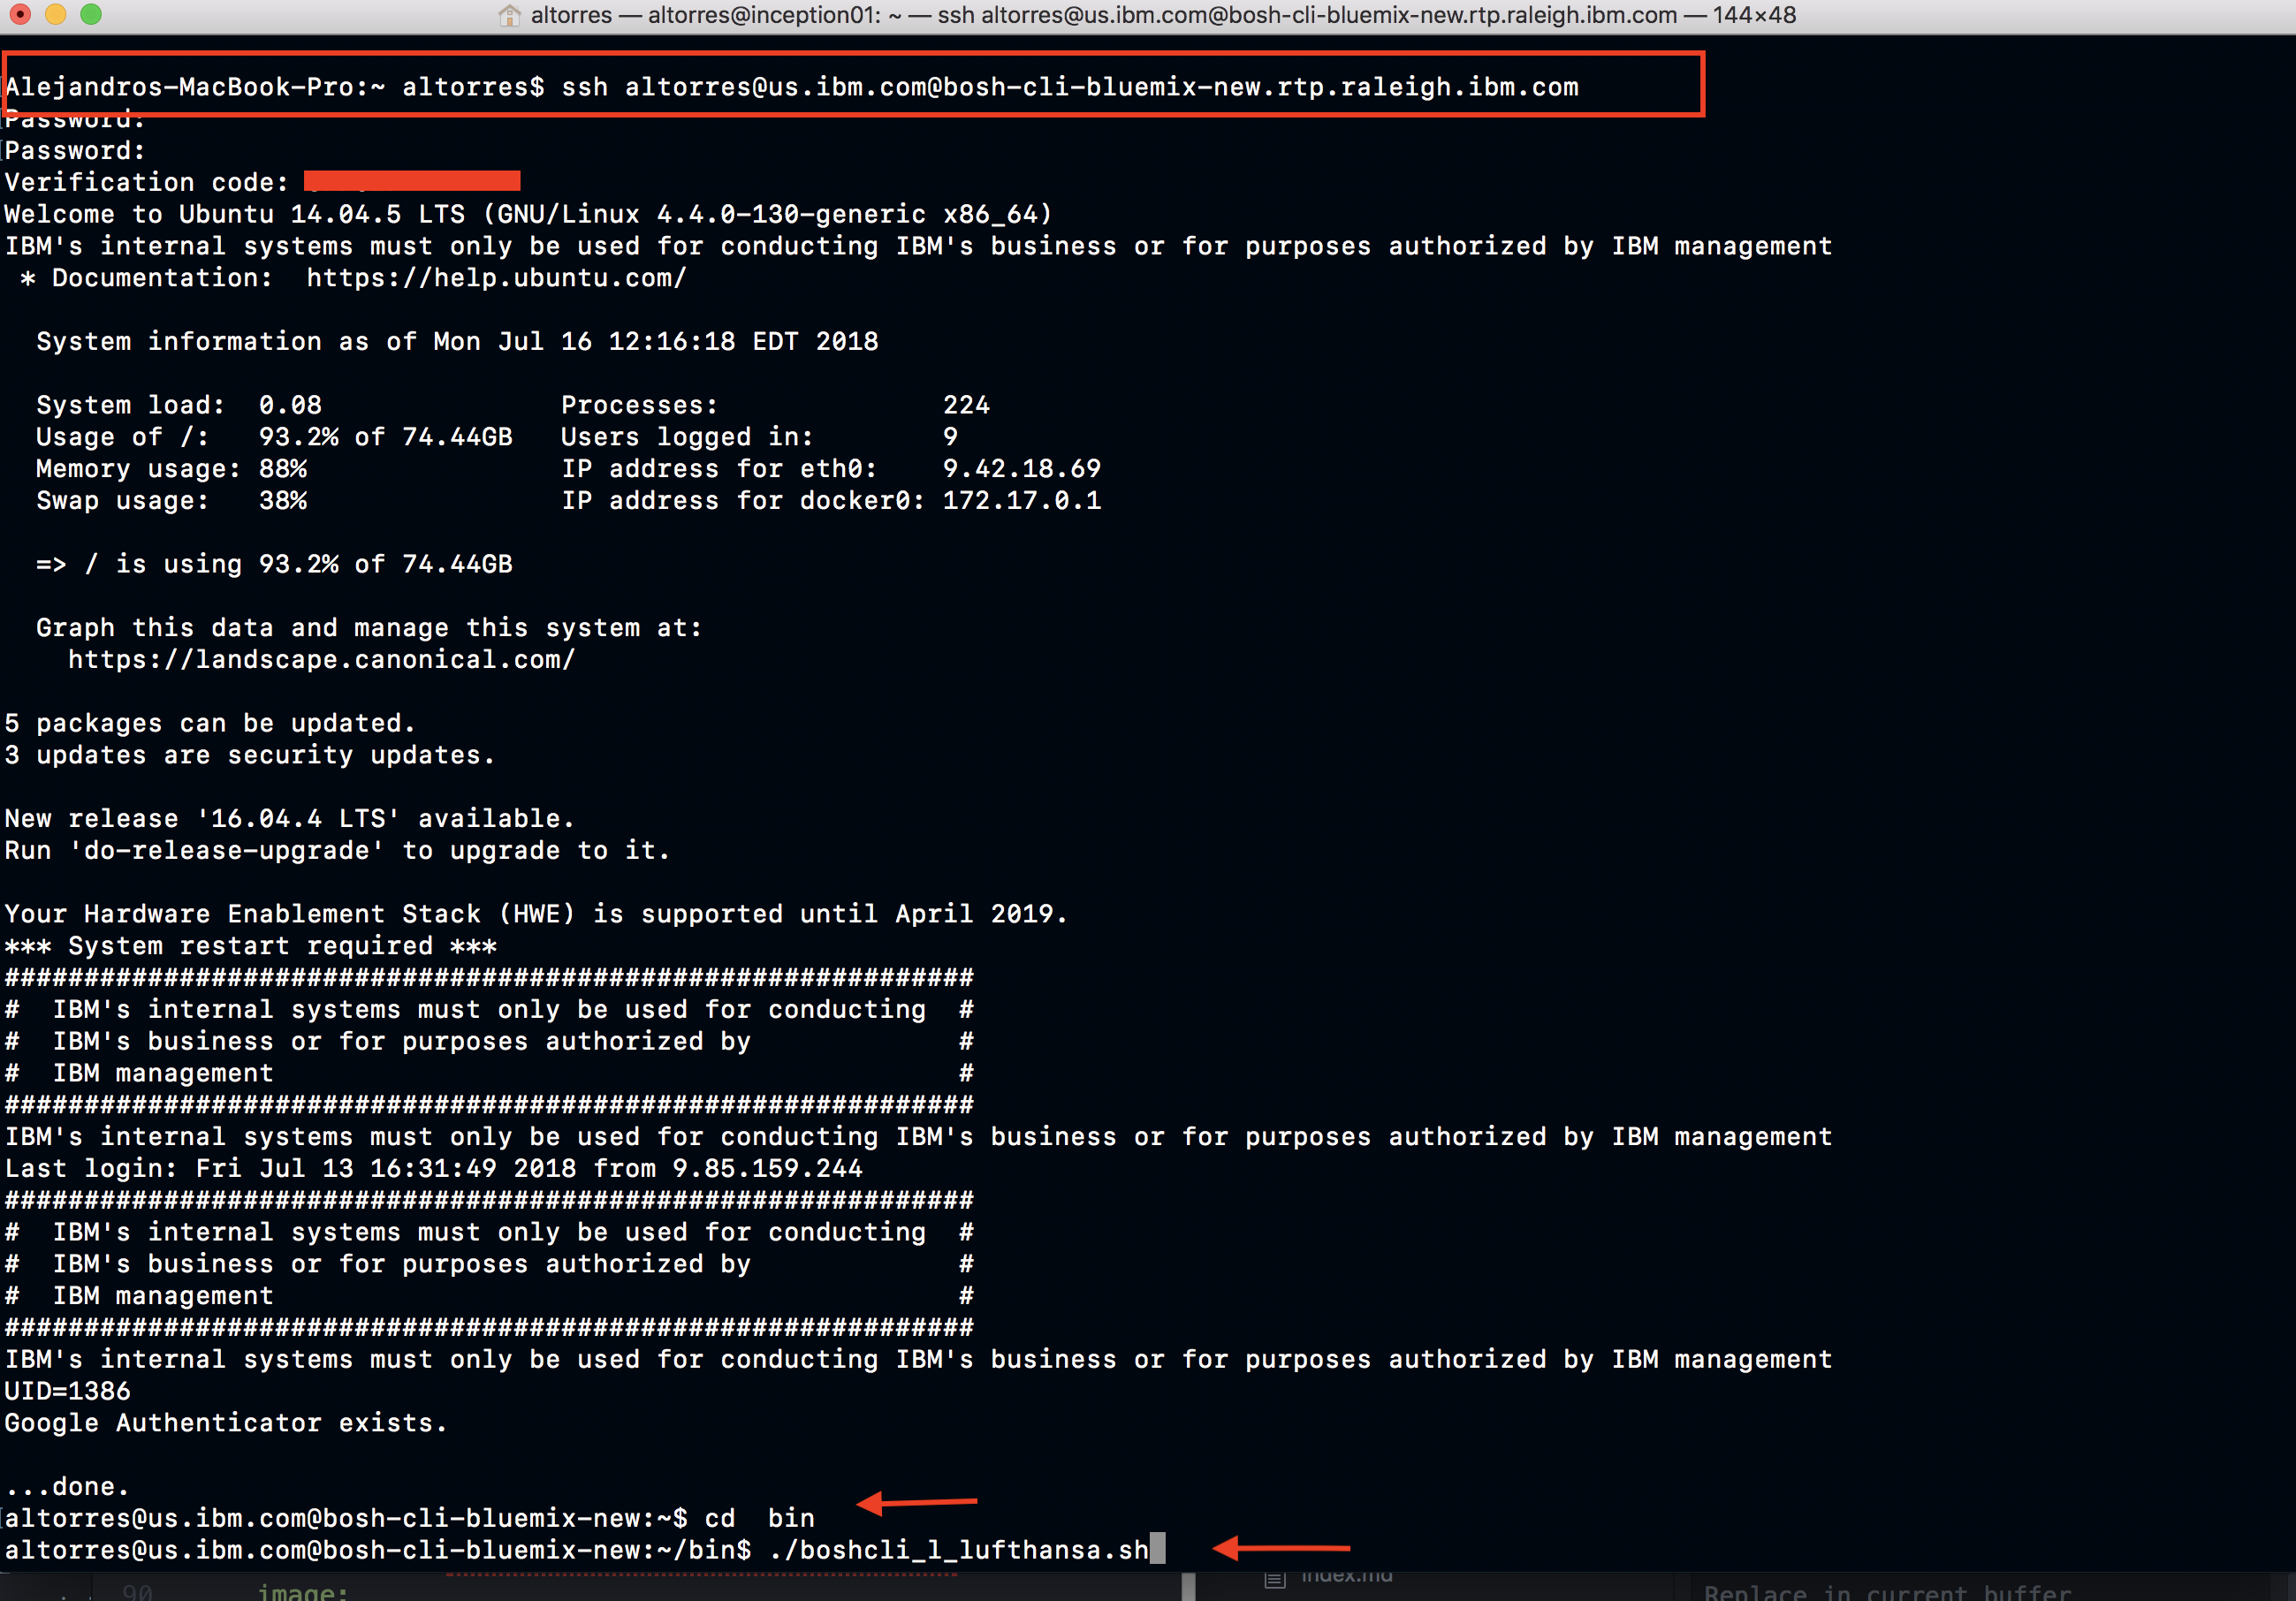 altorres — altorres@inception01: ~ — ssh altorres@us.ibm.com@bosh-cli-bluemix-new.rtp.raleigh.ibm.com — 144×48
Alejandros-MacBook-Pro:~ altorres$ ssh altorres@us.ibm.com@bosh-cli-bluemix-new.rtp.raleigh.ibm.com
Password:
Password:
Verification code:
Welcome to Ubuntu 14.04.5 LTS (GNU/Linux 4.4.0-130-generic x86_64)
IBM's internal systems must only be used for conducting IBM's business or for purposes authorized by IBM management
 * Documentation:  https://help.ubuntu.com/
  System information as of Mon Jul 16 12:16:18 EDT 2018
  System load:  0.08               Processes:              224
  Usage of /:   93.2% of 74.44GB   Users logged in:        9
  Memory usage: 88%                IP address for eth0:    9.42.18.69
  Swap usage:   38%                IP address for docker0: 172.17.0.1
  => / is using 93.2% of 74.44GB
  Graph this data and manage this system at:
    https://landscape.canonical.com/
5 packages can be updated.
3 updates are security updates.
New release '16.04.4 LTS' available.
Run 'do-release-upgrade' to upgrade to it.
Your Hardware Enablement Stack (HWE) is supported until April 2019.
*** System restart required ***
#############################################################
#  IBM's internal systems must only be used for conducting  #
#  IBM's business or for purposes authorized by             #
#  IBM management                                           #
#############################################################
IBM's internal systems must only be used for conducting IBM's business or for purposes authorized by IBM management
Last login: Fri Jul 13 16:31:49 2018 from 9.85.159.244
#############################################################
#  IBM's internal systems must only be used for conducting  #
#  IBM's business or for purposes authorized by             #
#  IBM management                                           #
#############################################################
IBM's internal systems must only be used for conducting IBM's business or for purposes authorized by IBM management
UID=1386
Google Authenticator exists.
...done.
altorres@us.ibm.com@bosh-cli-bluemix-new:~$ cd  bin
altorres@us.ibm.com@bosh-cli-bluemix-new:~/bin$ ./boshcli_l_lufthansa.sh
90 image: index.md Replace in current buffer